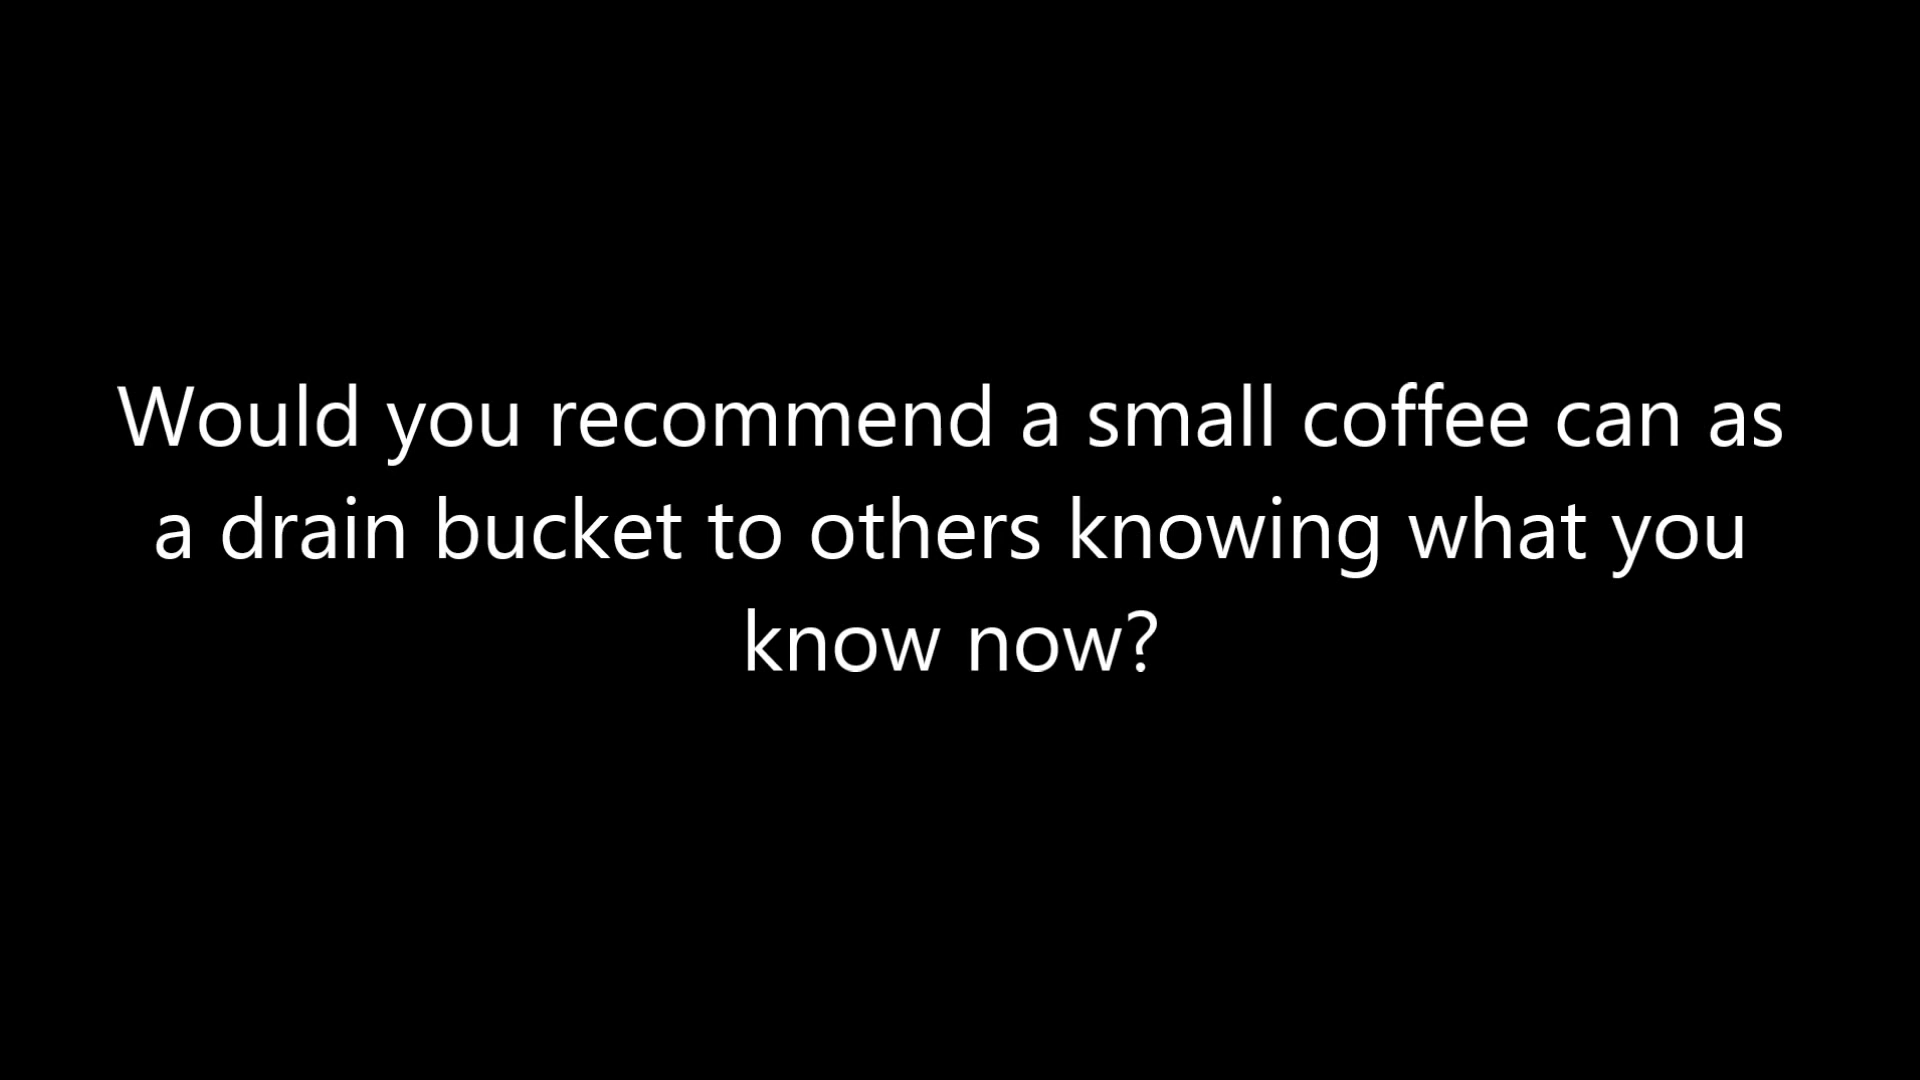 Would you recommend a small coffee can as
a drain bucket to others knowing what you
know now?